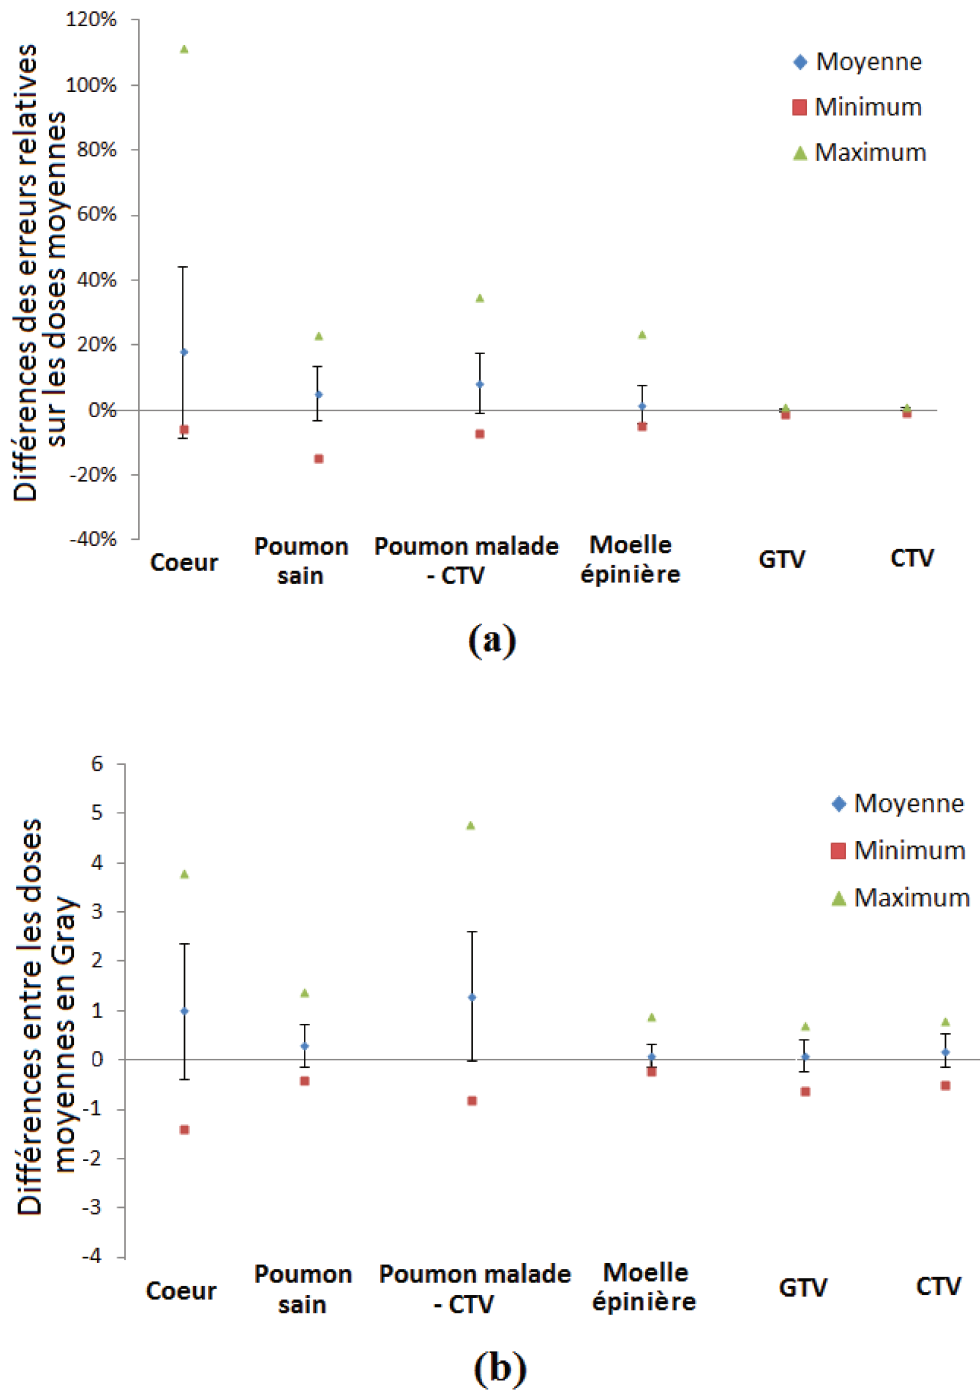 120%
100%
80%
60%
40%
20%
0%
-20%
-40%
Différences des erreurs relatives
sur les doses moyennes
Moyenne
Minimum
Maximum
Coeur
Poumon
sain
Poumon malade
- CTV
Moelle
épinière
GTV
CTV
(a)
6
5
4
3
2
1
0
-1
-2
-3
-4
Différences entre les doses
moyennes en Gray
Moyenne
Minimum
Maximum
Coeur
Poumon
sain
Poumon malade
- CTV
Moelle
épinière
GTV
CTV
(b)